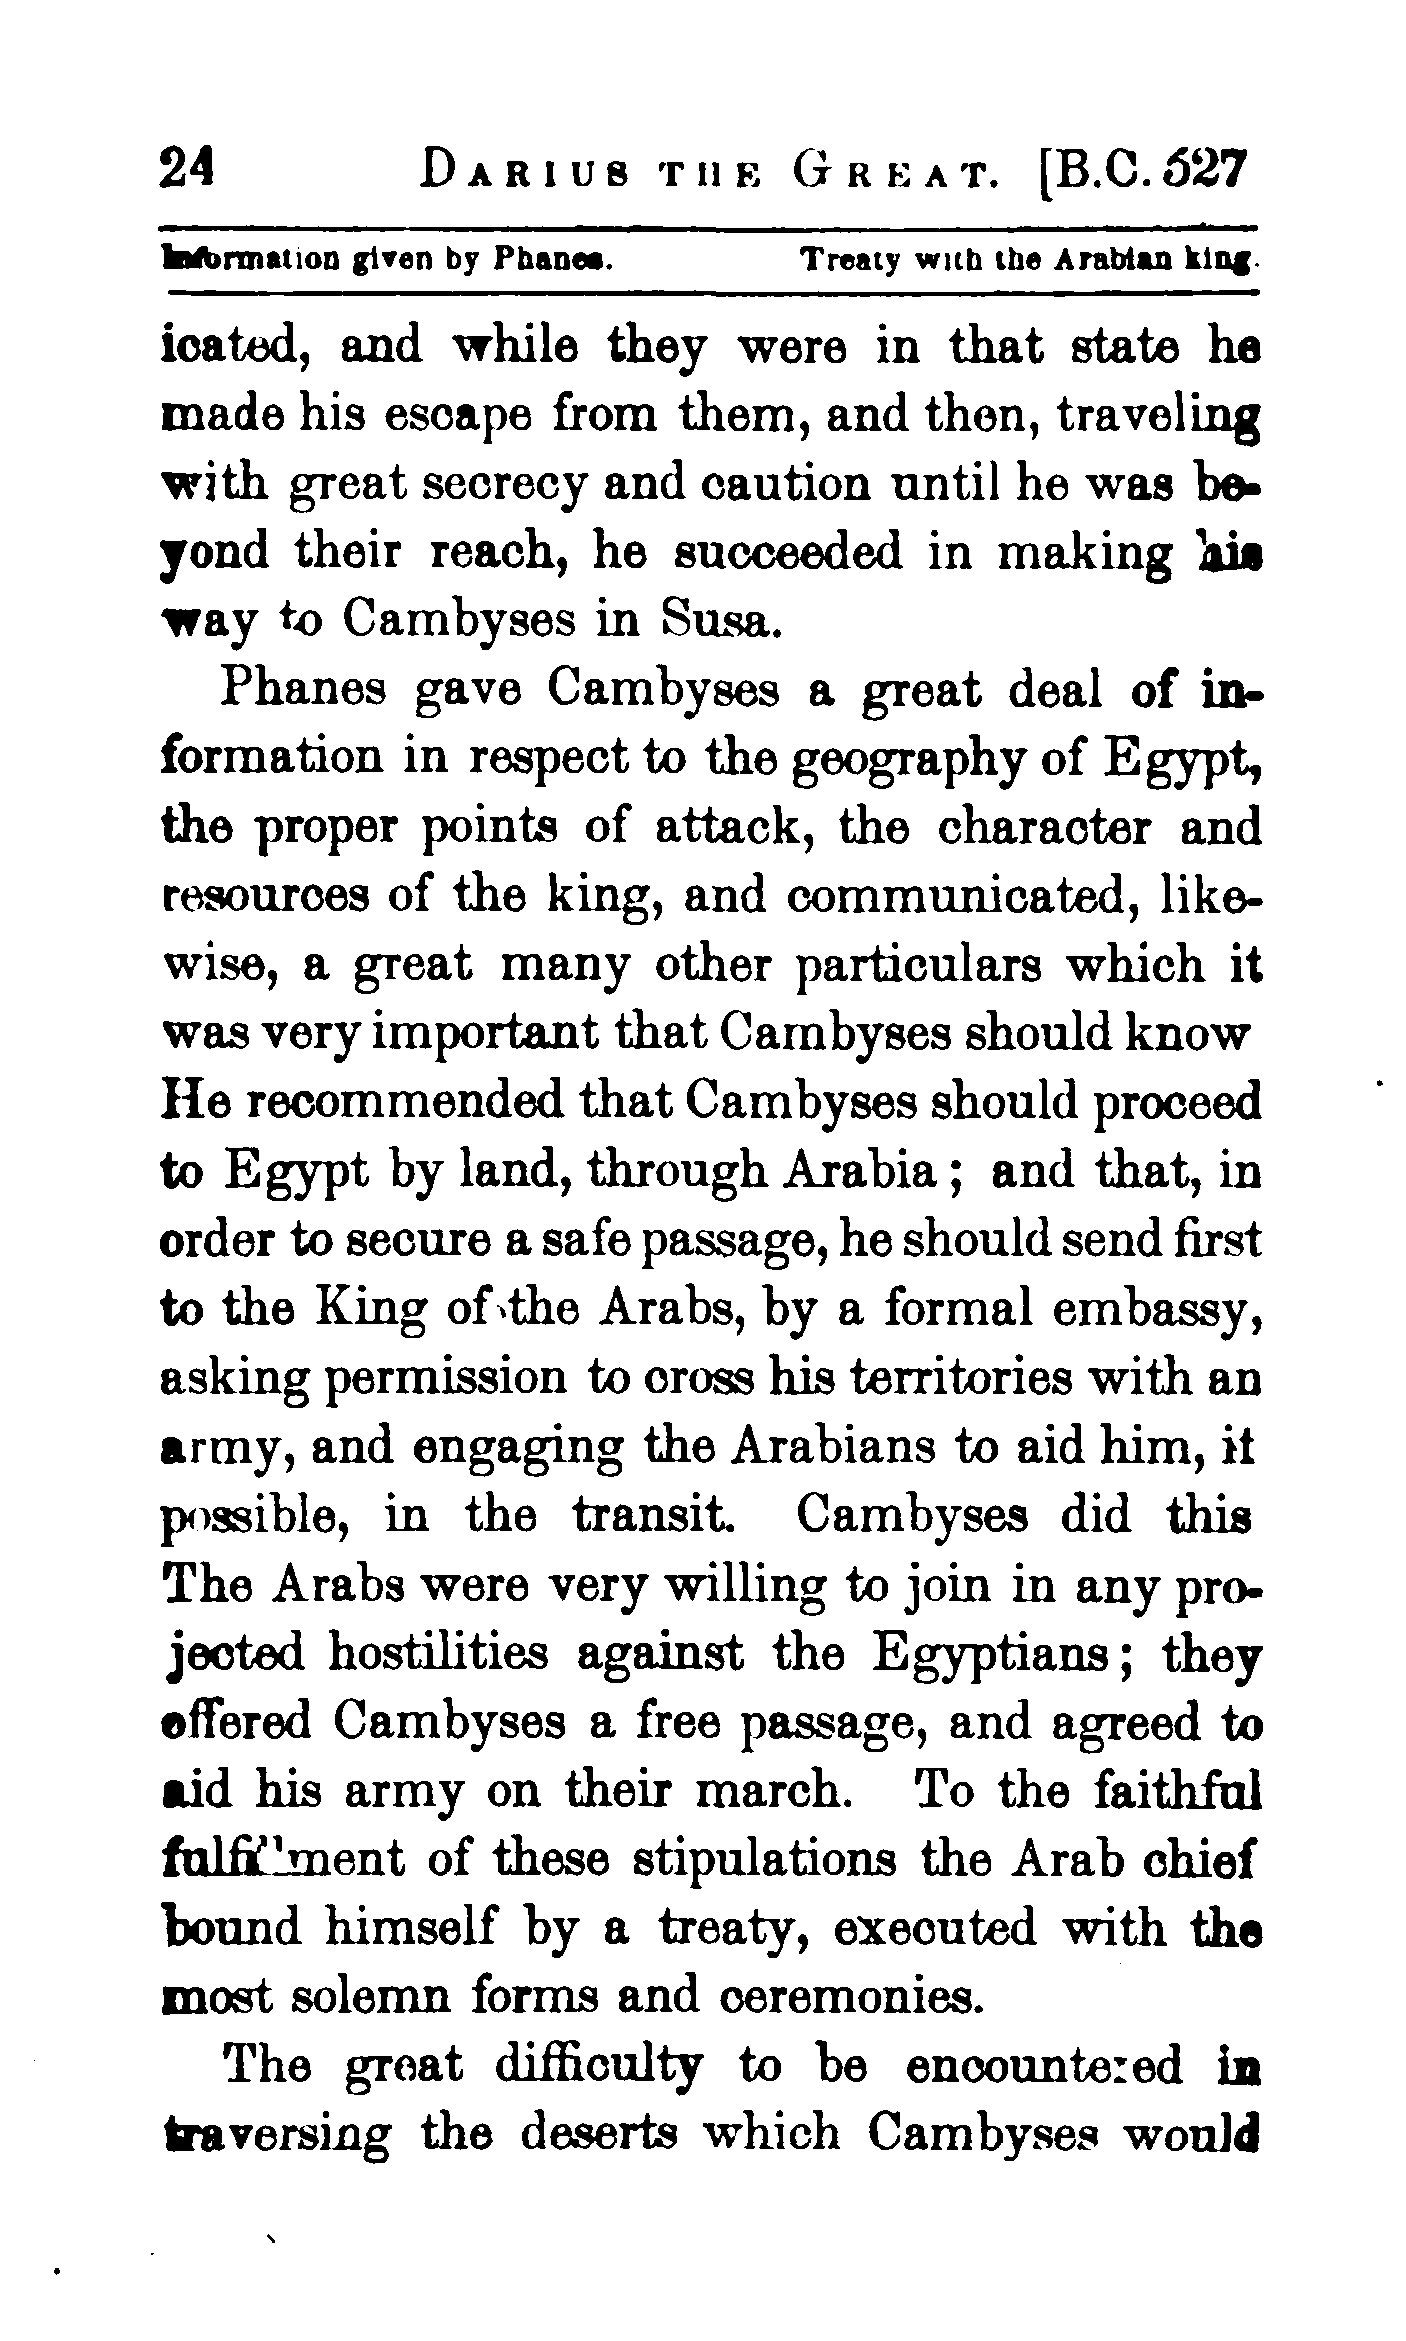 24 DARIUS THE GREAT. [B.C. 527
Information given by Phanes. Treaty with the Arabian king.
icated, and while they were in that state he
made his escape from them, and then, traveling
with great secrecy and caution until he was be-
yond their reach, he succeeded in making his
way to Cambyses in Susa.
Phanes gave Cambyses a great deal of in-
formation in respect to the geography of Egypt,
the proper points of attack, the character and
resources of the king, and communicated, like-
wise, a great many other particulars which it
was very important that Cambyses should know
He recommended that Cambyses should proceed
to Egypt by land, through Arabia; and that, in
order to secure a safe passage, he should send first
to the King of the Arabs, by a formal embassy,
asking permission to cross his territories with an
army, and engaging the Arabians to aid him, if
possible, in the transit. Cambyses did this
The Arabs were very willing to join in any pro-
jected hostilities against the Egyptians; they
offered Cambyses a free passage, and agreed to
aid his army on their march. To the faithful
fulfillment of these stipulations the Arab chief
bound himself by a treaty, executed with the
most solemn forms and ceremonies.
The great difficulty to be encountered in
traversing the deserts which Cambyses would